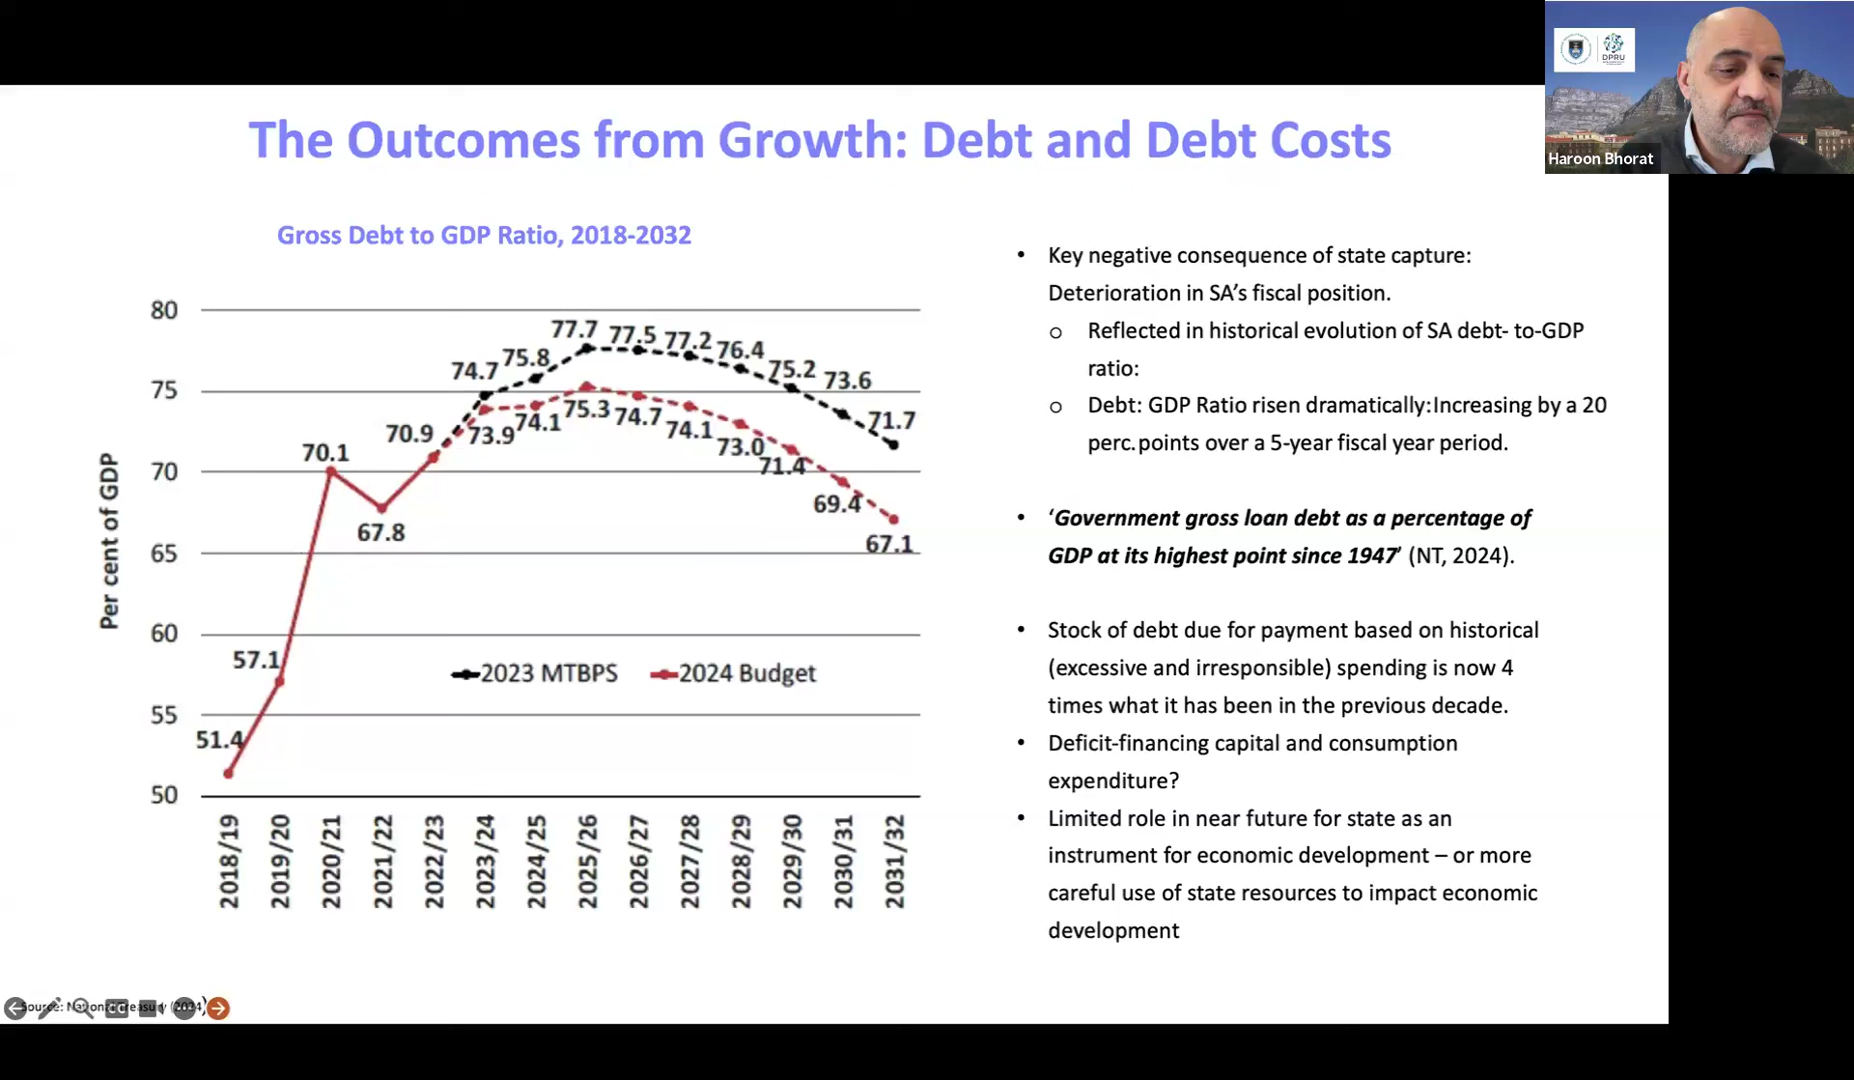 DPRU
Haroon Bhorat
The Outcomes from Growth: Debt and Debt Costs
Gross Debt to GDP Ratio, 2018-2032
Per cent of GDP
80
75
70
65
60
55
50
77.7 77.5 77.2 76.4
74.7 75.8 75.2 73.6
71.7
70.1 70.9 73.9 74.1 75.3 74.7 74.1 73.0
71.4
69.4
67.8 67.1
57.1
51.4
2023 MTBPS 2024 Budget
2018/19 2019/20 2020/21 2021/22 2022/23 2023/24 2024/25 2025/26 2026/27 2027/28 2028/29 2029/30 2030/31 2031/32
• Key negative consequence of state capture:
Deterioration in SA’s fiscal position.
o Reflected in historical evolution of SA debt- to-GDP
ratio:
o Debt: GDP Ratio risen dramatically:Increasing by a 20
perc.points over a 5-year fiscal year period.
• ‘Government gross loan debt as a percentage of
GDP at its highest point since 1947’ (NT, 2024).
• Stock of debt due for payment based on historical
(excessive and irresponsible) spending is now 4
times what it has been in the previous decade.
• Deficit-financing capital and consumption
expenditure?
• Limited role in near future for state as an
instrument for economic development – or more
careful use of state resources to impact economic
development
Source: National Treasury (2024)